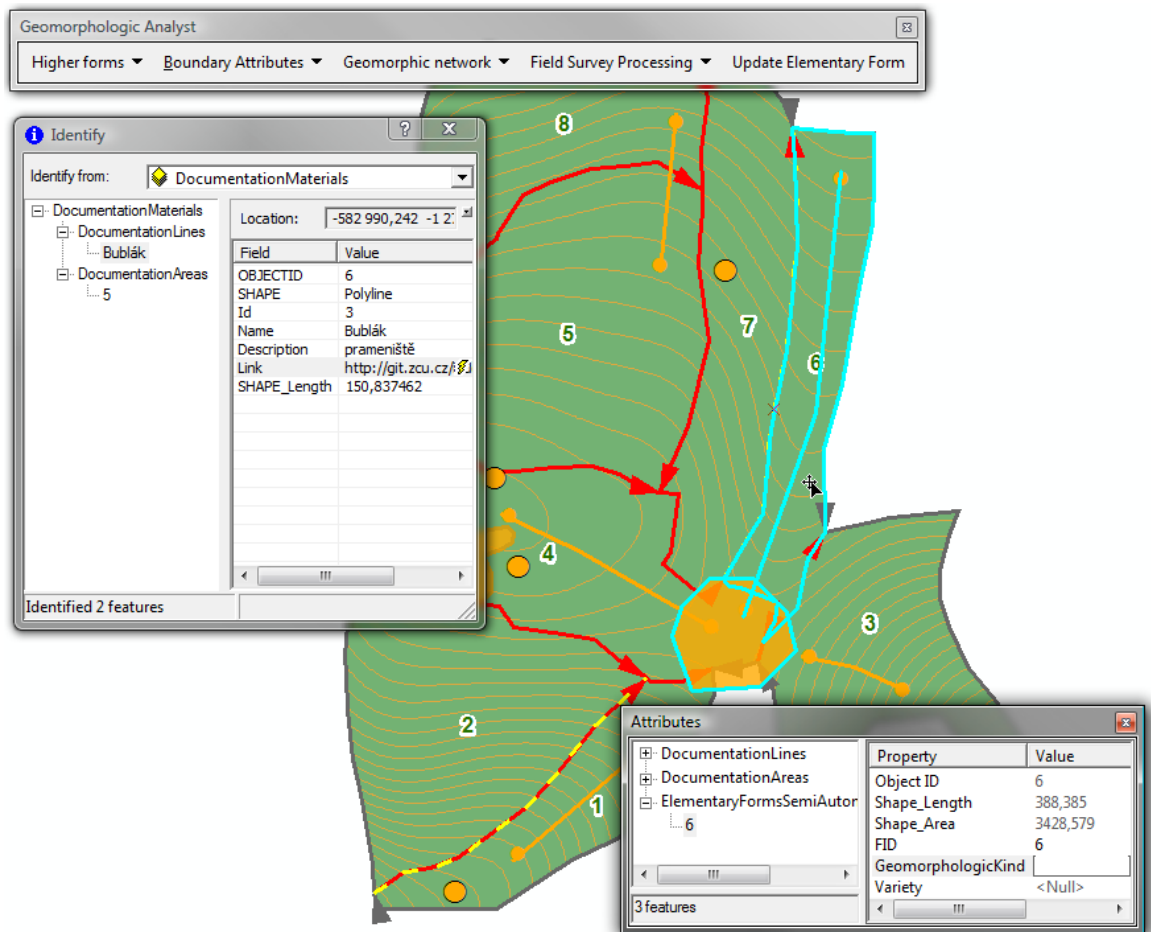 Geomorphologic Analyst
Higher forms Boundary Attributes Geomorphic network Field Survey Processing Update Elementary Form
Identify
Identify from: DocumentationMaterials
DocumentationMaterials
DocumentationLines
Bublák
DocumentationAreas
5
Location: -582 990,242 -1 2
Field Value
OBJECTID 6
SHAPE Polyline
Id 3
Name Bublák
Description prameniště
Link http://git.zcu.cz/
SHAPE_Length 150,837462
Identified 2 features
8
5
7
6
4
3
2
1
Attributes
DocumentationLines
DocumentationAreas
ElementaryFormsSemiAutor
6
3 features
Property Value
Object ID 6
Shape_Length 388,385
Shape_Area 3428,579
FID 6
GeomorphologicKind
Variety <Null>